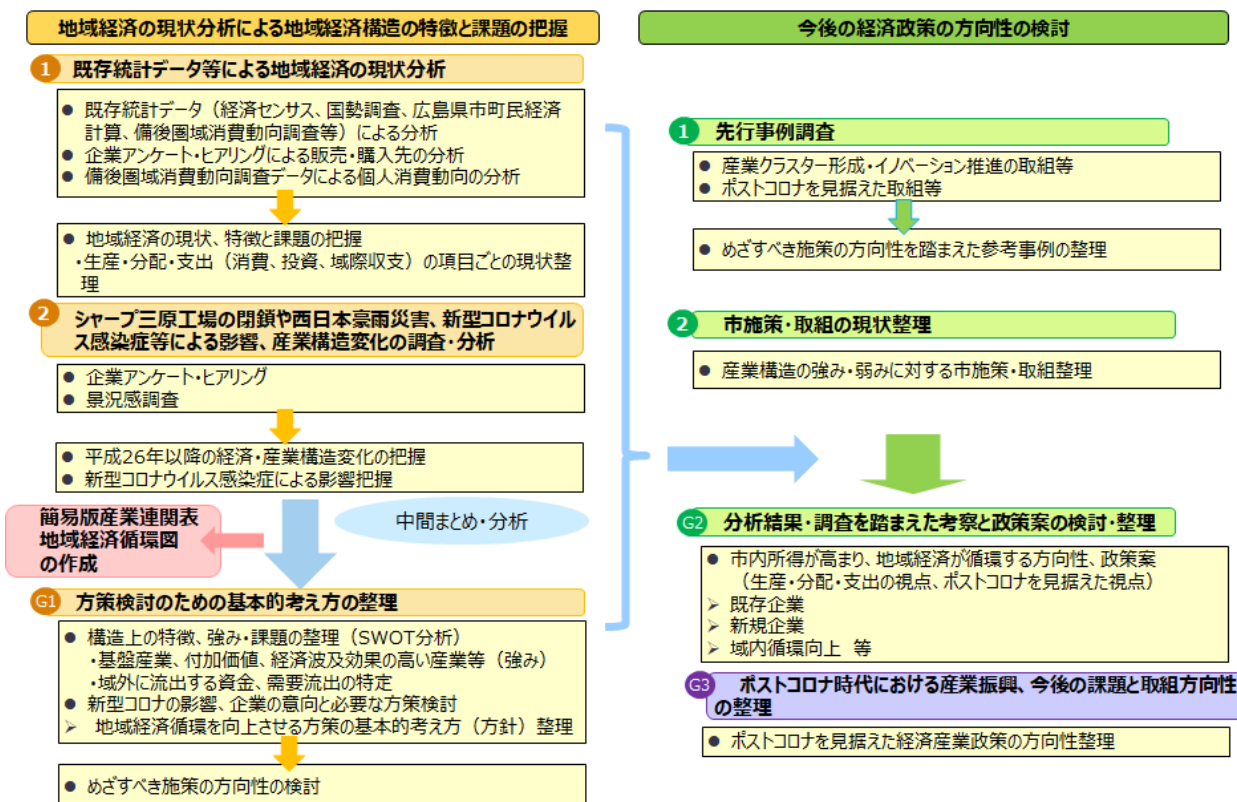 地域経済の現状分析による地域経済構造の特徴と課題の把握
1 既存統計データ等による地域経済の現状分析
● 既存統計データ（経済センサス、国勢調査、広島県市町民経済
計算、備後圏域消費動向調査等）による分析
● 企業アンケート・ヒアリングによる販売・購入先の分析
● 備後圏域消費動向調査データによる個人消費動向の分析
● 地域経済の現状、特徴と課題の把握
・生産・分配・支出（消費、投資、域際収支）の項目ごとの現状整
理
2 シャープ三原工場の閉鎖や西日本豪雨災害、新型コロナウイル
ス感染症等による影響、産業構造変化の調査・分析
● 企業アンケート・ヒアリング
● 景況感調査
● 平成26年以降の経済・産業構造変化の把握
● 新型コロナウイルス感染症による影響把握
簡易版産業連関表
地域経済循環図
の作成
中間まとめ・分析
G1 方策検討のための基本的考え方の整理
● 構造上の特徴、強み・課題の整理（SWOT分析）
・基盤産業、付加価値、経済波及効果の高い産業等（強み）
・域外に流出する資金、需要流出の特定
● 新型コロナの影響、企業の意向と必要な方策検討
➢ 地域経済循環を向上させる方策の基本的考え方（方針）整理
● めざすべき施策の方向性の検討
今後の経済政策の方向性の検討
1 先行事例調査
● 産業クラスター形成・イノベーション推進の取組等
● ポストコロナを見据えた取組等
● めざすべき施策の方向性を踏まえた参考事例の整理
2 市施策・取組の現状整理
● 産業構造の強み・弱みに対する市施策・取組整理
G2 分析結果・調査を踏まえた考察と政策案の検討・整理
● 市内所得が高まり、地域経済が循環する方向性、政策案
（生産・分配・支出の視点、ポストコロナを見据えた視点）
➢ 既存企業
➢ 新規企業
➢ 域内循環向上 等
G3 ポストコロナ時代における産業振興、今後の課題と取組方向性
の整理
● ポストコロナを見据えた経済産業政策の方向性整理